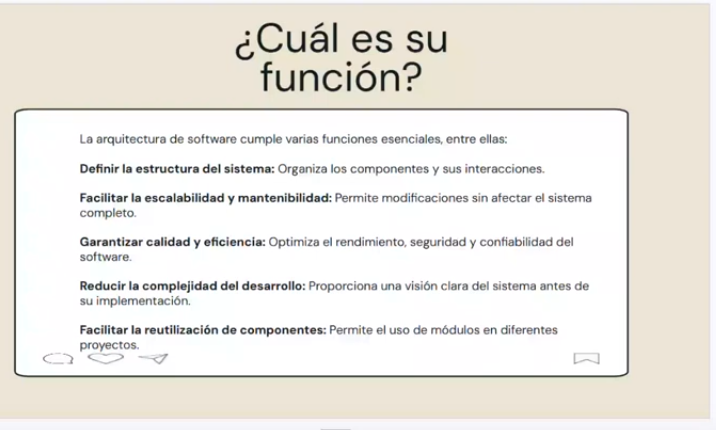 ¿Cuál es su
función?
La arquitectura de software cumple varias funciones esenciales, entre ellas:
Definir la estructura del sistema: Organiza los componentes y sus interacciones.
Facilitar la escalabilidad y mantenibilidad: Permite modificaciones sin afectar el sistema
completo.
Garantizar calidad y eficiencia: Optimiza el rendimiento, seguridad y confiabilidad del
software.
Reducir la complejidad del desarrollo: Proporciona una visión clara del sistema antes de
su implementación.
Facilitar la reutilización de componentes: Permite el uso de módulos en diferentes
proyectos.